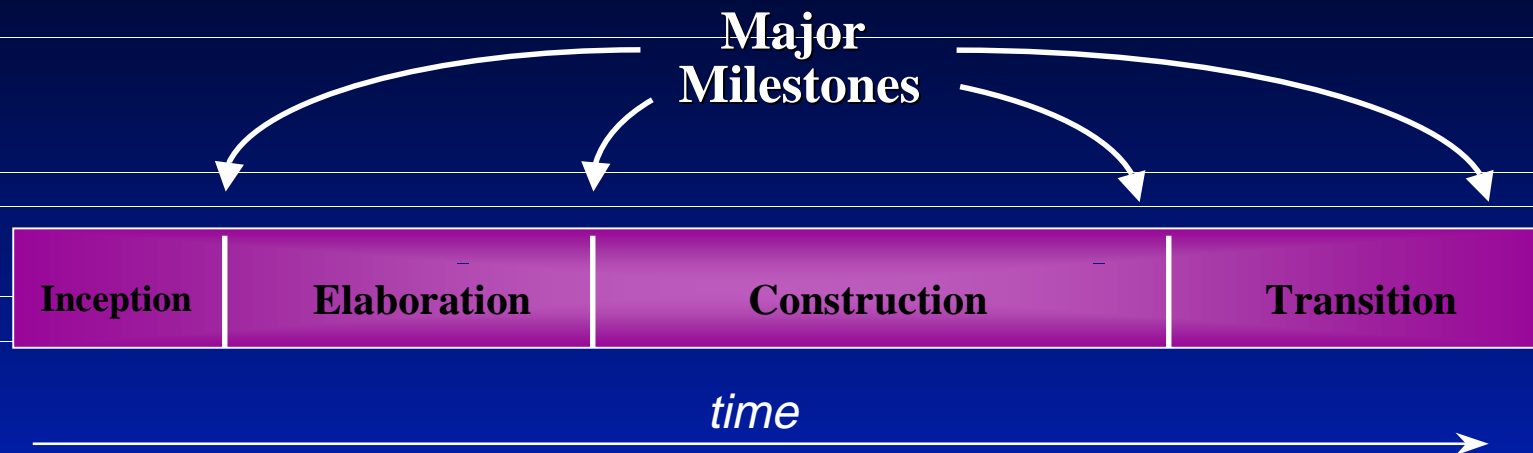 Major
Milestones
Inception Elaboration Construction Transition
time